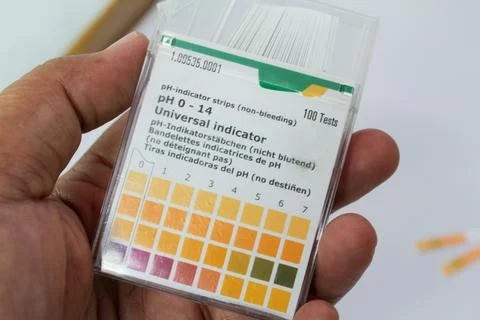 1.00535.0001
pH-indicator strips (non-bleeding)
pH 0 - 14 100 Tests
Universal indicator
pH-Indikatorstäbchen (nicht blutend)
Bandelettes indicatrices de pH
(ne déteignant pas)
Tiras indicadoras del pH (no destiñen)
0 1 2 3 4 5 6 7